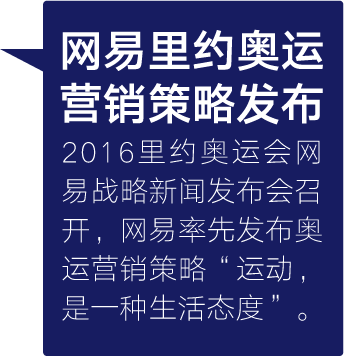 网易里约奥运
营销策略发布
2016里约奥运会网
易战略新闻发布会召
开，网易率先发布奥
运营销策略“运动，
是一种生活态度”。